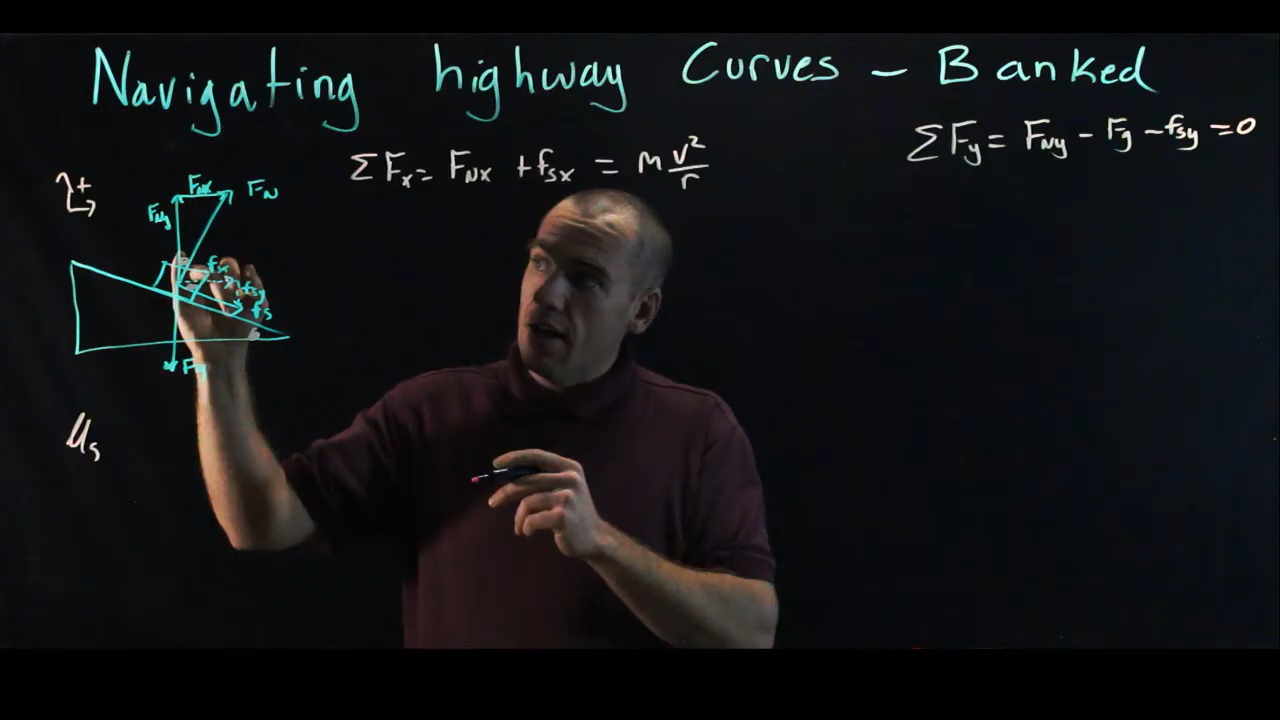 Navigating highway Curves – Banked
ΣFx = FNx + fsx = m v²/r
ΣFy = FNy – Fg – fsy = 0
+
FNx
FN
FNy
fsx
fsy
fs
Fg
μs